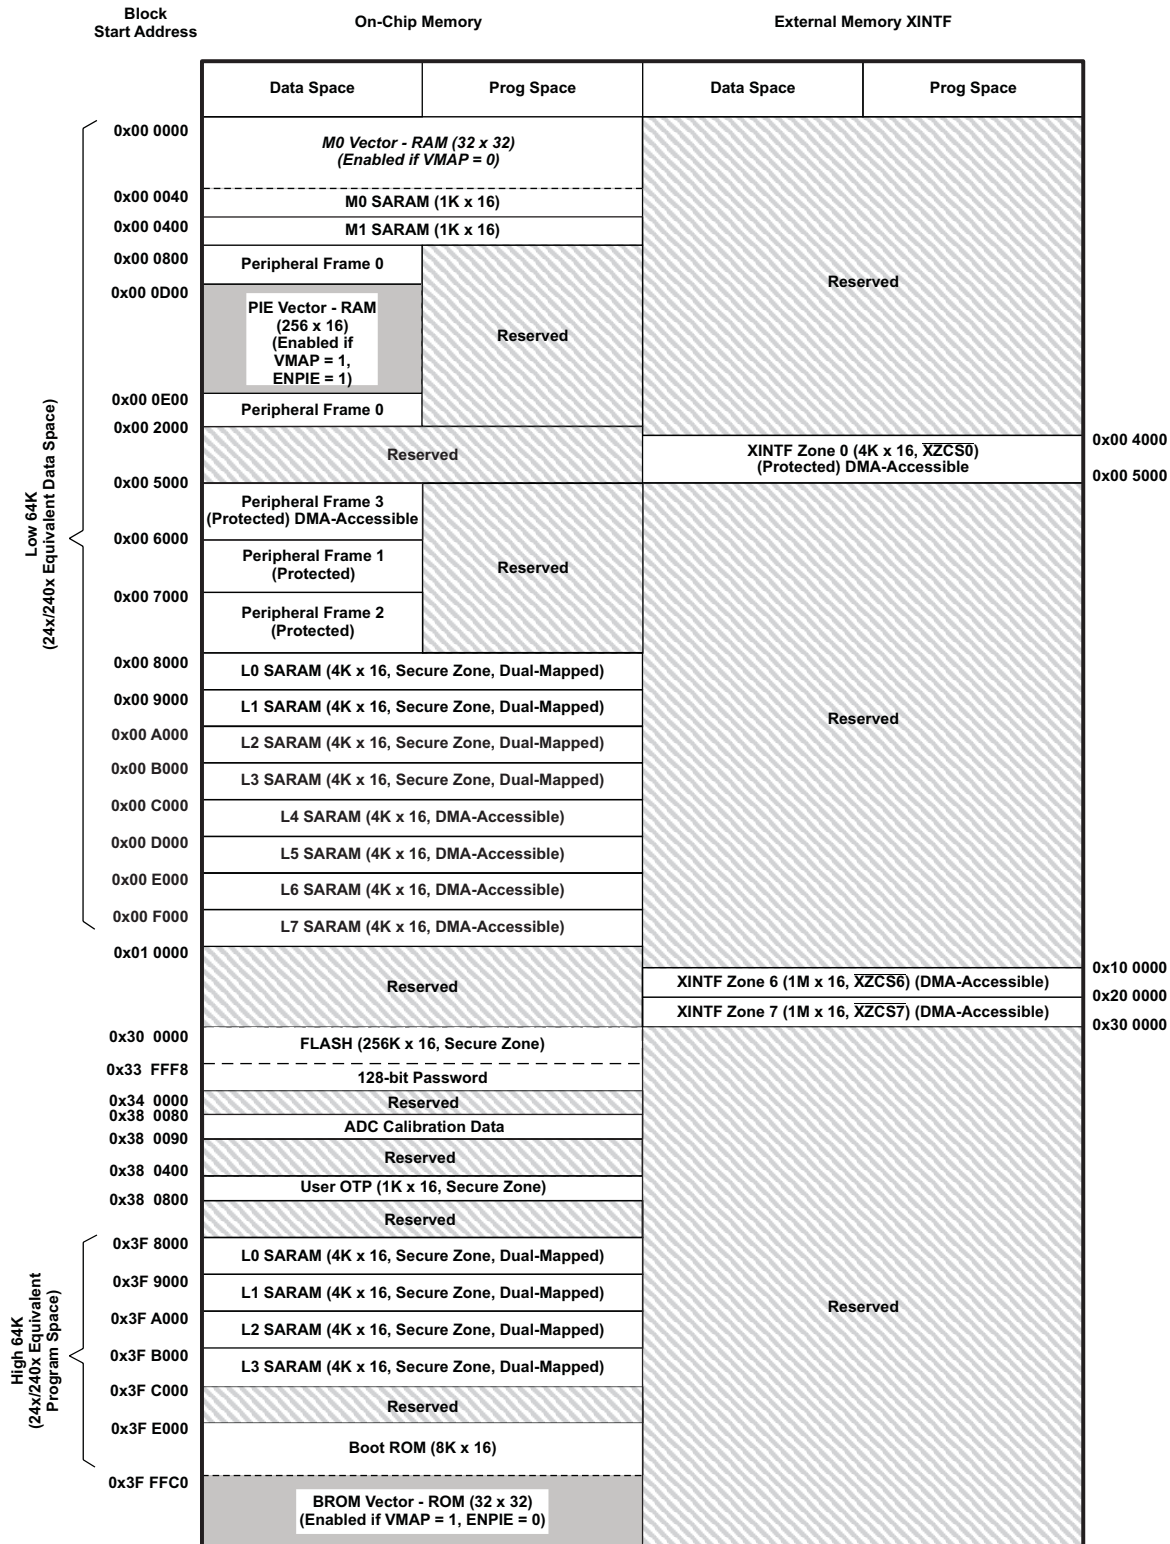 Block
Start Address
On-Chip Memory
External Memory XINTF
Data Space
Prog Space
Data Space
Prog Space
0x00 0000
M0 Vector - RAM (32 x 32)
(Enabled if VMAP = 0)
0x00 0040
M0 SARAM (1K x 16)
0x00 0400
M1 SARAM (1K x 16)
0x00 0800
Peripheral Frame 0
Reserved
0x00 0D00
PIE Vector - RAM
(256 x 16)
(Enabled if
VMAP = 1,
ENPIE = 1)
Reserved
0x00 0E00
Peripheral Frame 0
0x00 2000
Reserved
XINTF Zone 0 (4K x 16, XZCS0)
(Protected) DMA-Accessible
0x00 4000
0x00 5000
0x00 5000
Peripheral Frame 3
(Protected) DMA-Accessible
0x00 6000
Peripheral Frame 1
(Protected)
Reserved
0x00 7000
Peripheral Frame 2
(Protected)
Low 64K
(24x/240x Equivalent Data Space)
0x00 8000
L0 SARAM (4K x 16, Secure Zone, Dual-Mapped)
0x00 9000
L1 SARAM (4K x 16, Secure Zone, Dual-Mapped)
Reserved
0x00 A000
L2 SARAM (4K x 16, Secure Zone, Dual-Mapped)
0x00 B000
L3 SARAM (4K x 16, Secure Zone, Dual-Mapped)
0x00 C000
L4 SARAM (4K x 16, DMA-Accessible)
0x00 D000
L5 SARAM (4K x 16, DMA-Accessible)
0x00 E000
L6 SARAM (4K x 16, DMA-Accessible)
0x00 F000
L7 SARAM (4K x 16, DMA-Accessible)
0x01 0000
Reserved
0x10 0000
XINTF Zone 6 (1M x 16, XZCS6) (DMA-Accessible)
0x20 0000
XINTF Zone 7 (1M x 16, XZCS7) (DMA-Accessible)
0x30 0000
0x30 0000
FLASH (256K x 16, Secure Zone)
0x33 FFF8
128-bit Password
0x34 0000
Reserved
0x38 0080
ADC Calibration Data
0x38 0090
Reserved
0x38 0400
User OTP (1K x 16, Secure Zone)
0x38 0800
Reserved
0x3F 8000
L0 SARAM (4K x 16, Secure Zone, Dual-Mapped)
0x3F 9000
L1 SARAM (4K x 16, Secure Zone, Dual-Mapped)
Reserved
0x3F A000
L2 SARAM (4K x 16, Secure Zone, Dual-Mapped)
0x3F B000
L3 SARAM (4K x 16, Secure Zone, Dual-Mapped)
High 64K
(24x/240x Equivalent
Program Space)
0x3F C000
Reserved
0x3F E000
Boot ROM (8K x 16)
0x3F FFC0
BROM Vector - ROM (32 x 32)
(Enabled if VMAP = 1, ENPIE = 0)